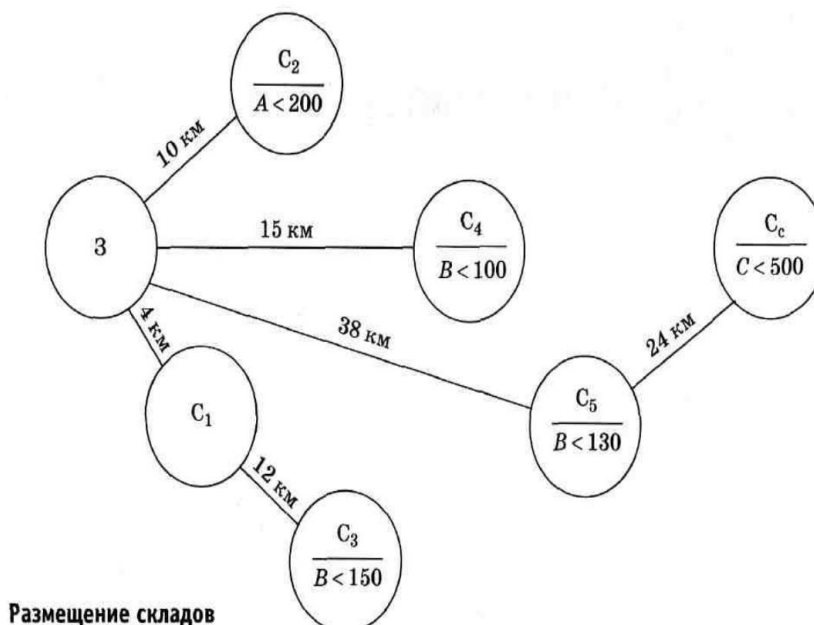 C₂
A < 200
10 км
З
15 км
C₄
B < 100
Cс
C < 500
4 км
38 км
24 км
C₁
C₅
B < 130
12 км
C₃
B < 150
Размещение складов